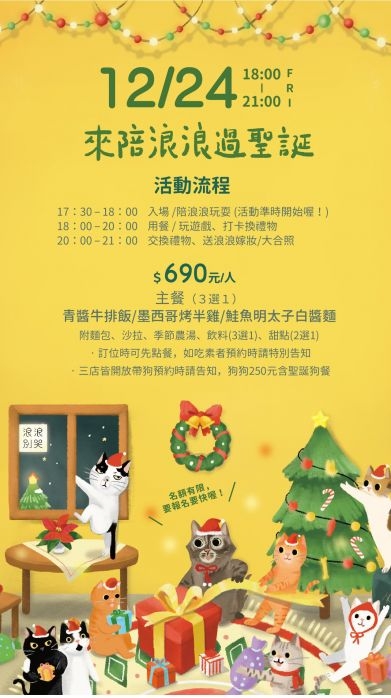 12/24 18:00 | 21:00 FRI
來陪浪浪過聖誕
活動流程
17：30－18：00 入場 /陪浪浪玩耍 (活動準時開始喔！)
18：00－20：00 用餐 / 玩遊戲、打卡換禮物
20：00－21：00 交換禮物、送浪浪嫁妝/大合照
$690元/人
主餐（３選１）
青醬牛排飯/墨西哥烤半雞/鮭魚明太子白醬麵
附麵包、沙拉、季節農湯、飲料(3選1)、甜點(2選1)
·訂位時可先點餐，如吃素者預約時請特別告知
·三店皆開放帶狗預約時請告知，狗狗250元含聖誕狗餐
浪浪
別哭
名額有限，
要報名要快喔！